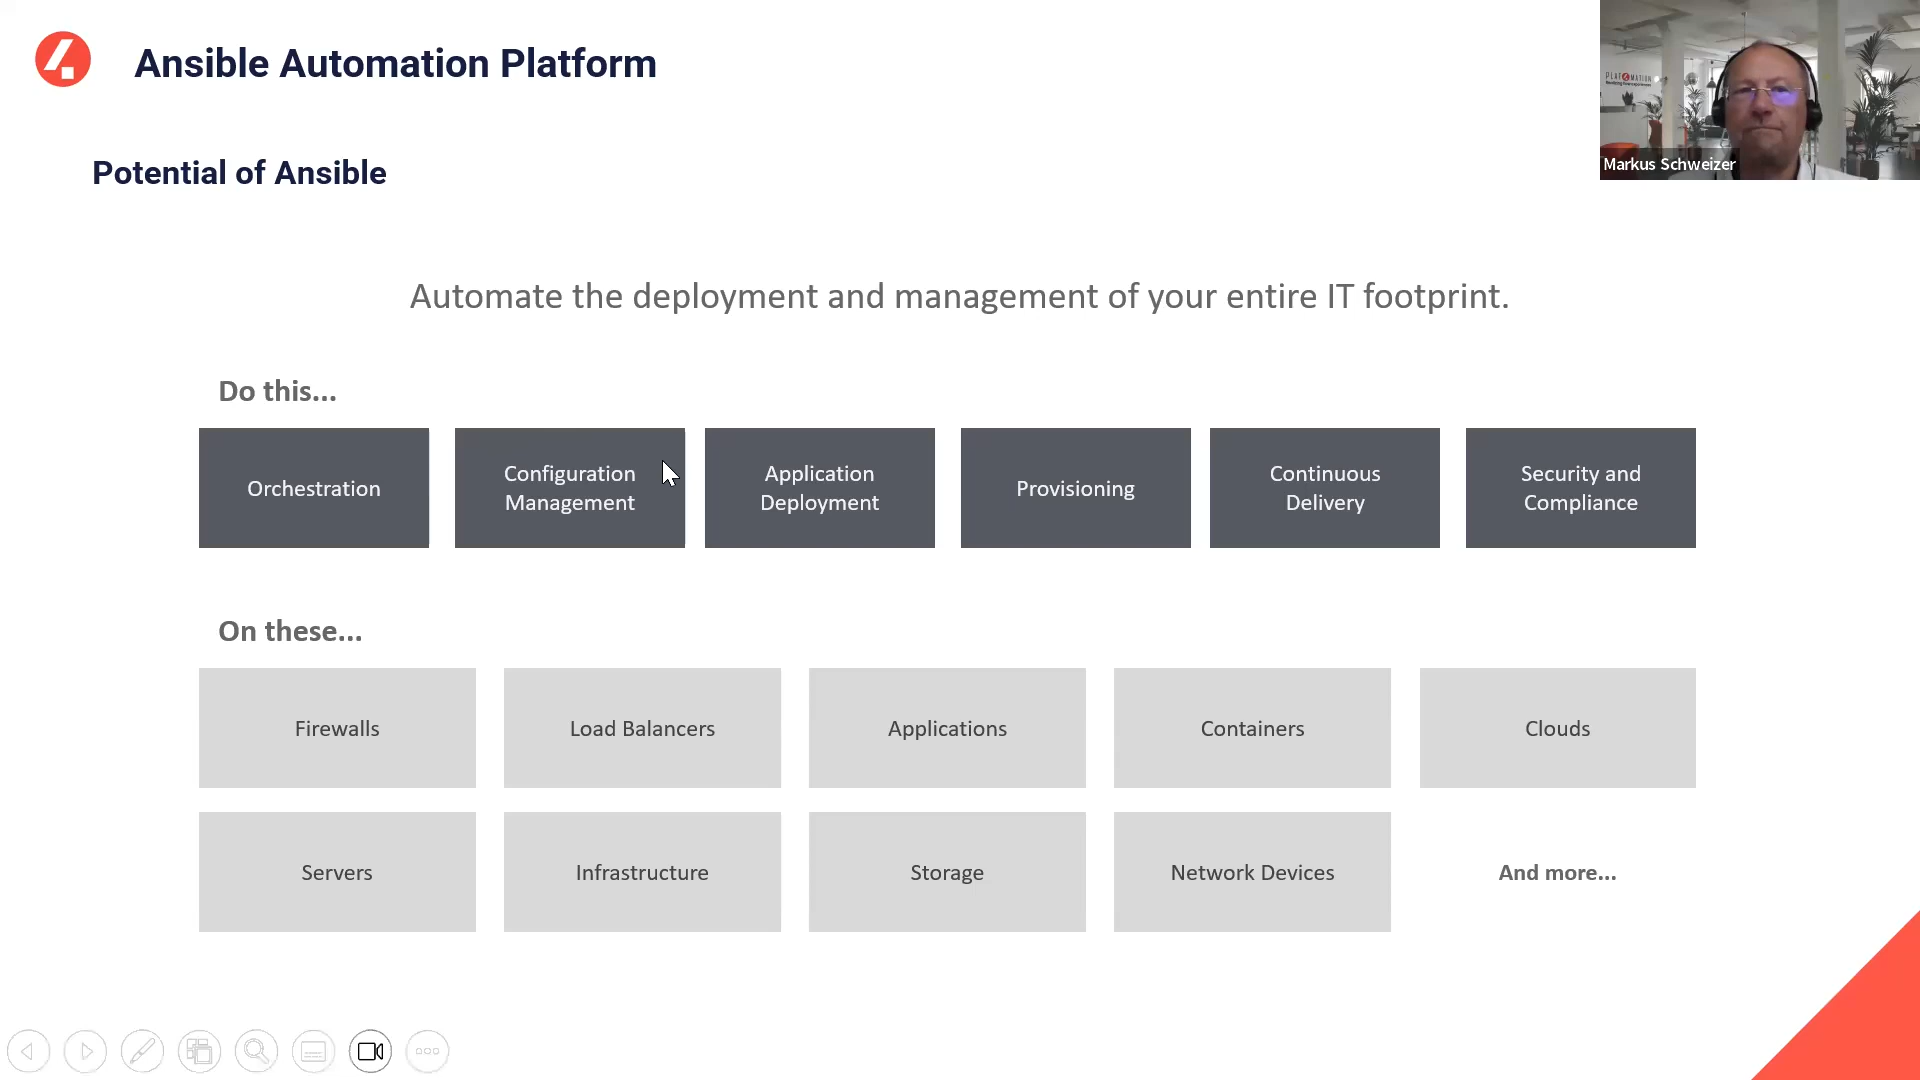 Ansible Automation Platform
Potential of Ansible
PLAT4MATION
Markus Schweizer
Automate the deployment and management of your entire IT footprint.
Do this...
Orchestration
Configuration
Management
Application
Deployment
Provisioning
Continuous
Delivery
Security and
Compliance
On these...
Firewalls
Load Balancers
Applications
Containers
Clouds
Servers
Infrastructure
Storage
Network Devices
And more...